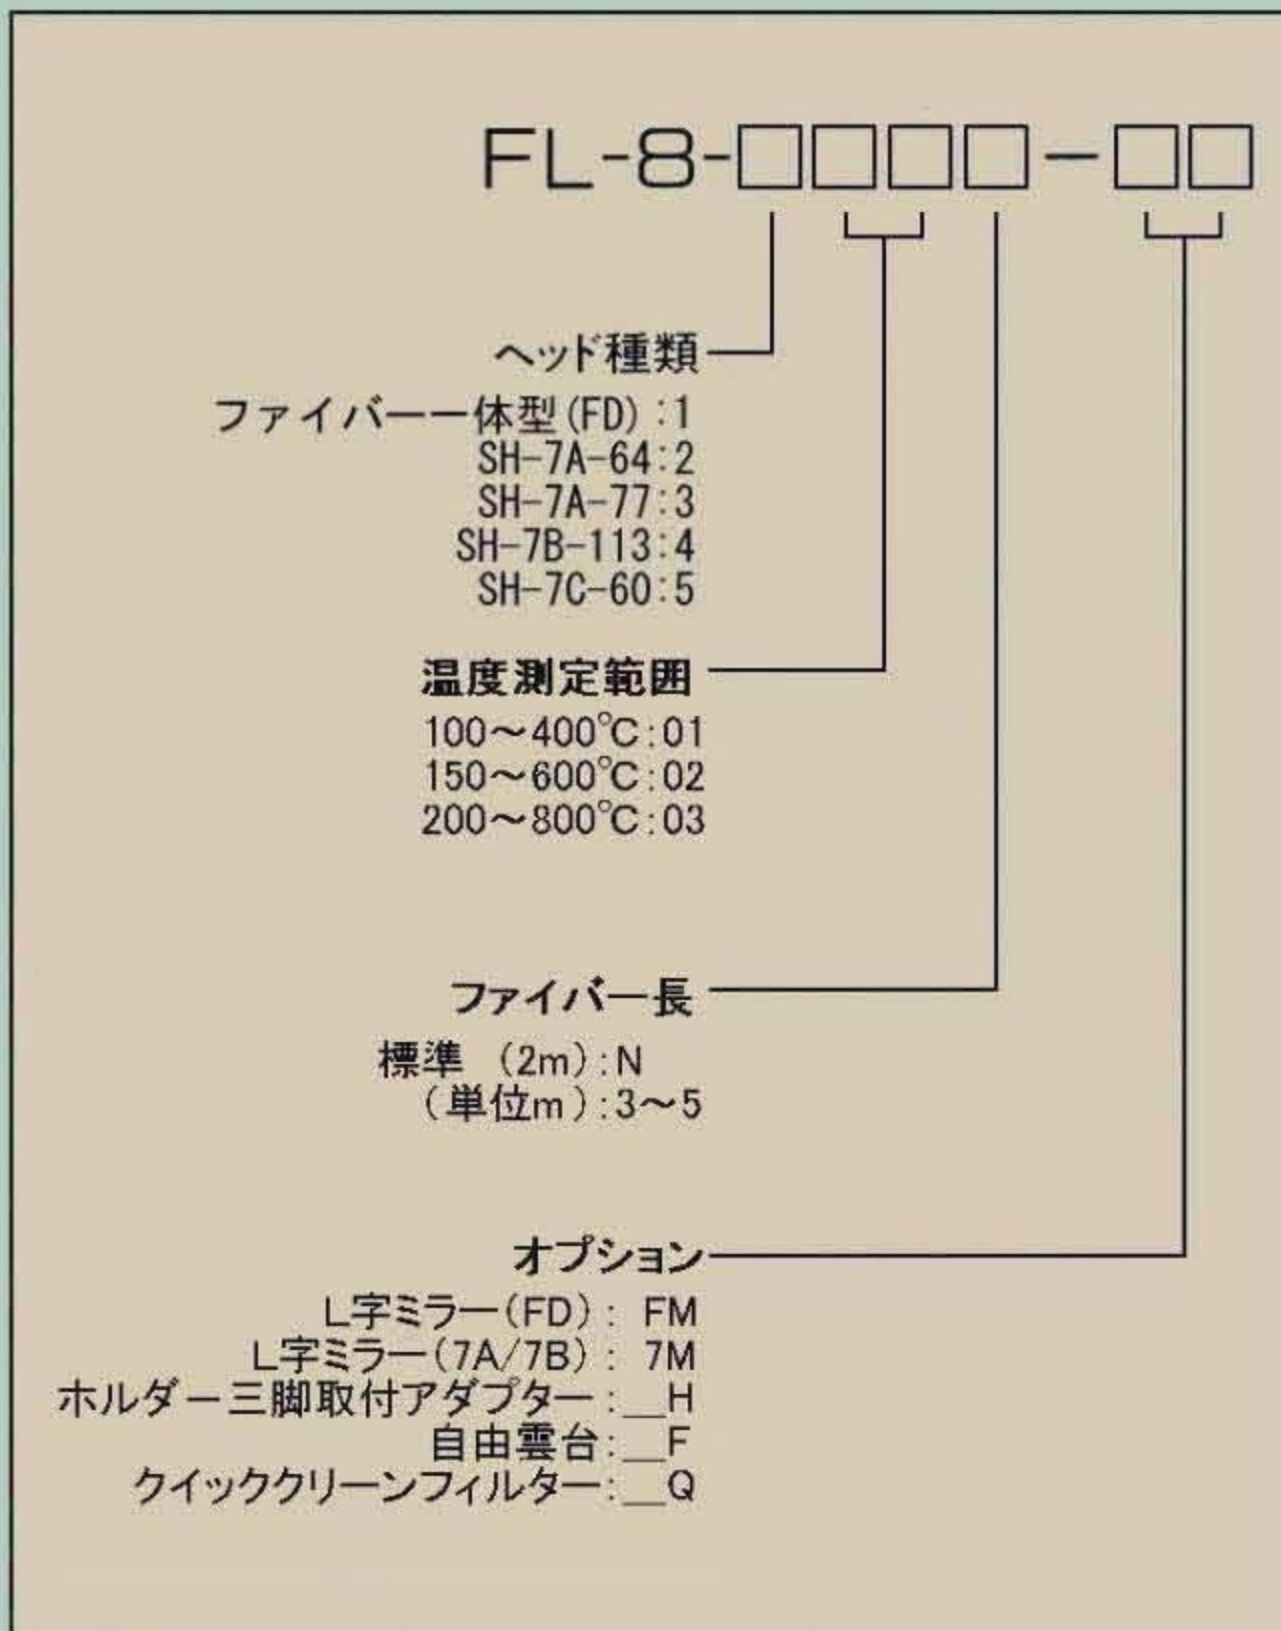 FL-8-□□□□-□□
ヘッド種類
ファイバー一体型(FD):1
SH-7A-64:2
SH-7A-77:3
SH-7B-113:4
SH-7C-60:5
温度測定範囲
100~400℃:01
150~600℃:02
200~800℃:03
ファイバー長
標準 (2m):N
(単位m):3~5
オプション
L字ミラー(FD): FM
L字ミラー(7A/7B): 7M
ホルダー三脚取付アダプター:__H
自由雲台:__F
クイッククリーンフィルター:__Q